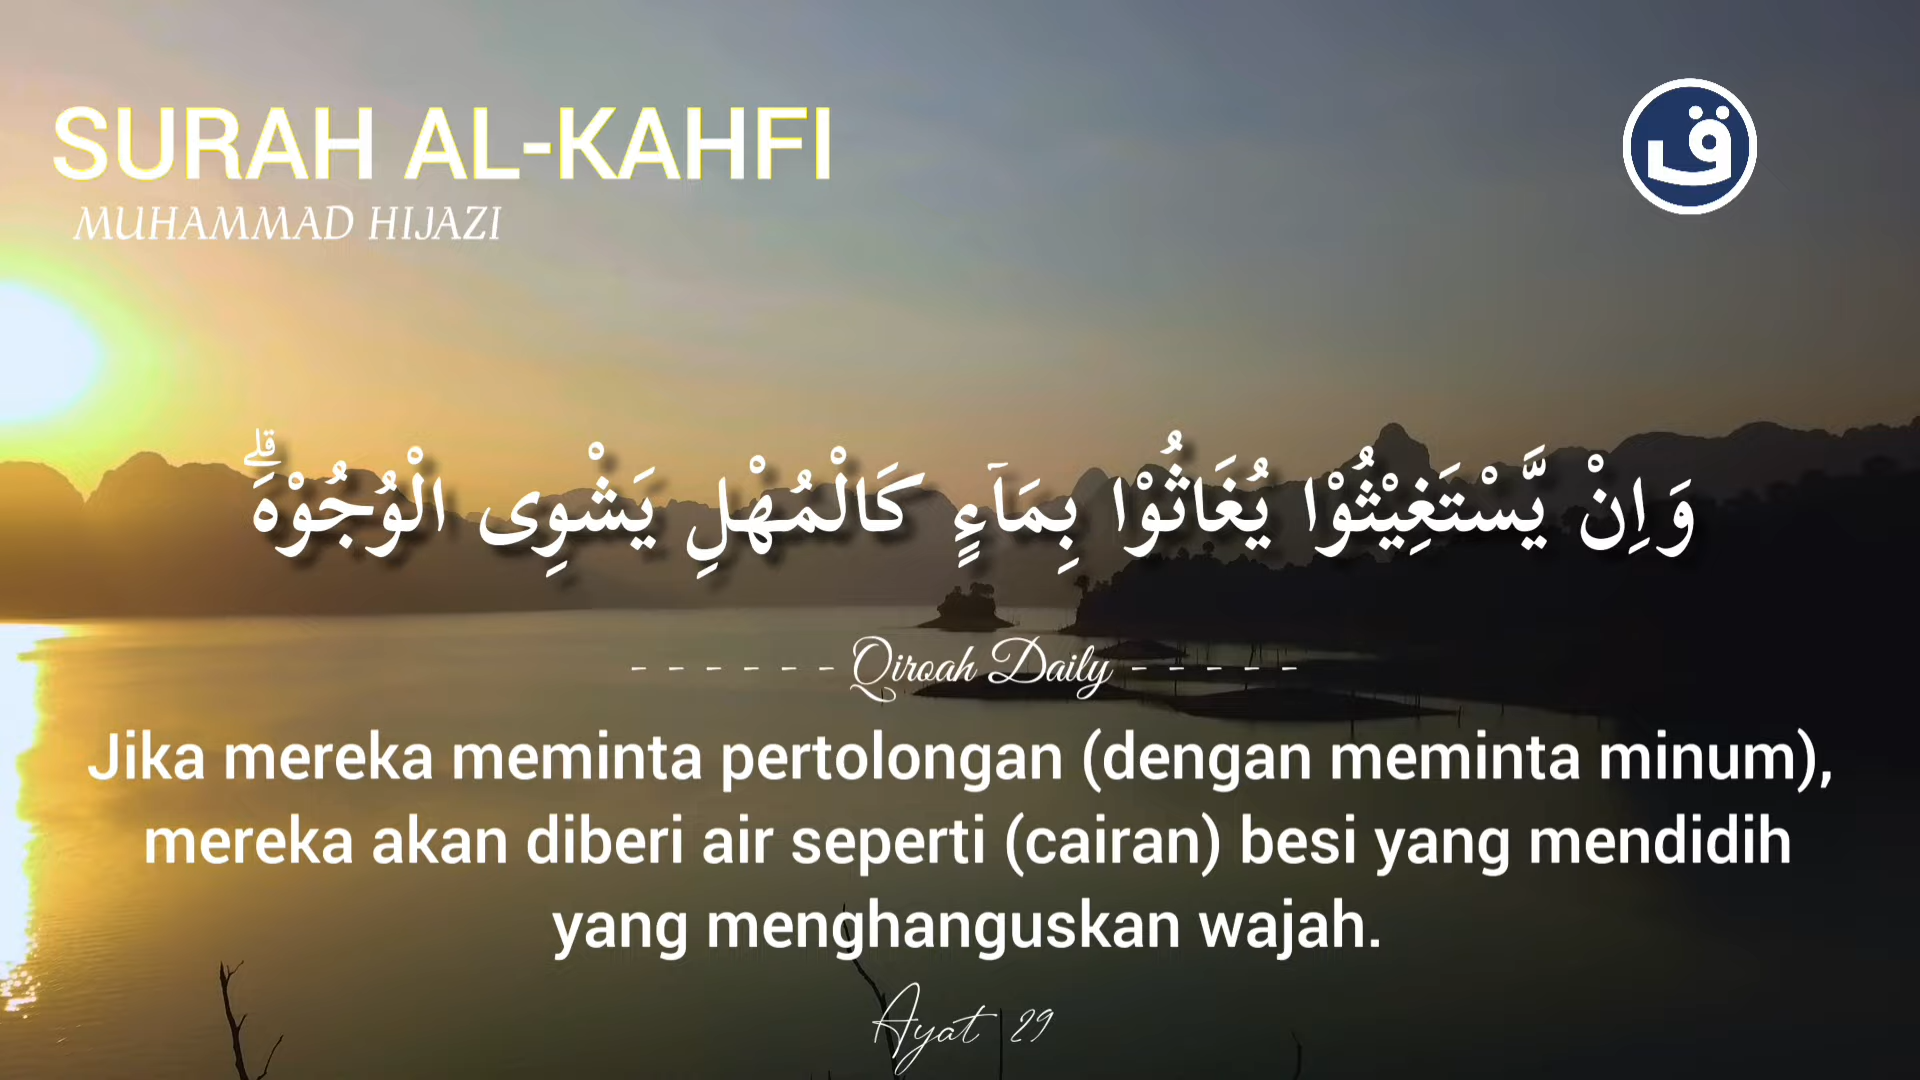 SURAH AL-KAHFI
MUHAMMAD HIJAZI
ق
وَاِنْ يَّسْتَغِيْثُوْا يُغَاثُوْا بِمَاۤءٍ كَالْمُهْلِ يَشْوِى الْوُجُوْهَۗ
- - - - - - Qiroah Daily - - - - -
Jika mereka meminta pertolongan (dengan meminta minum),
mereka akan diberi air seperti (cairan) besi yang mendidih
yang menghanguskan wajah.
Ayat 29